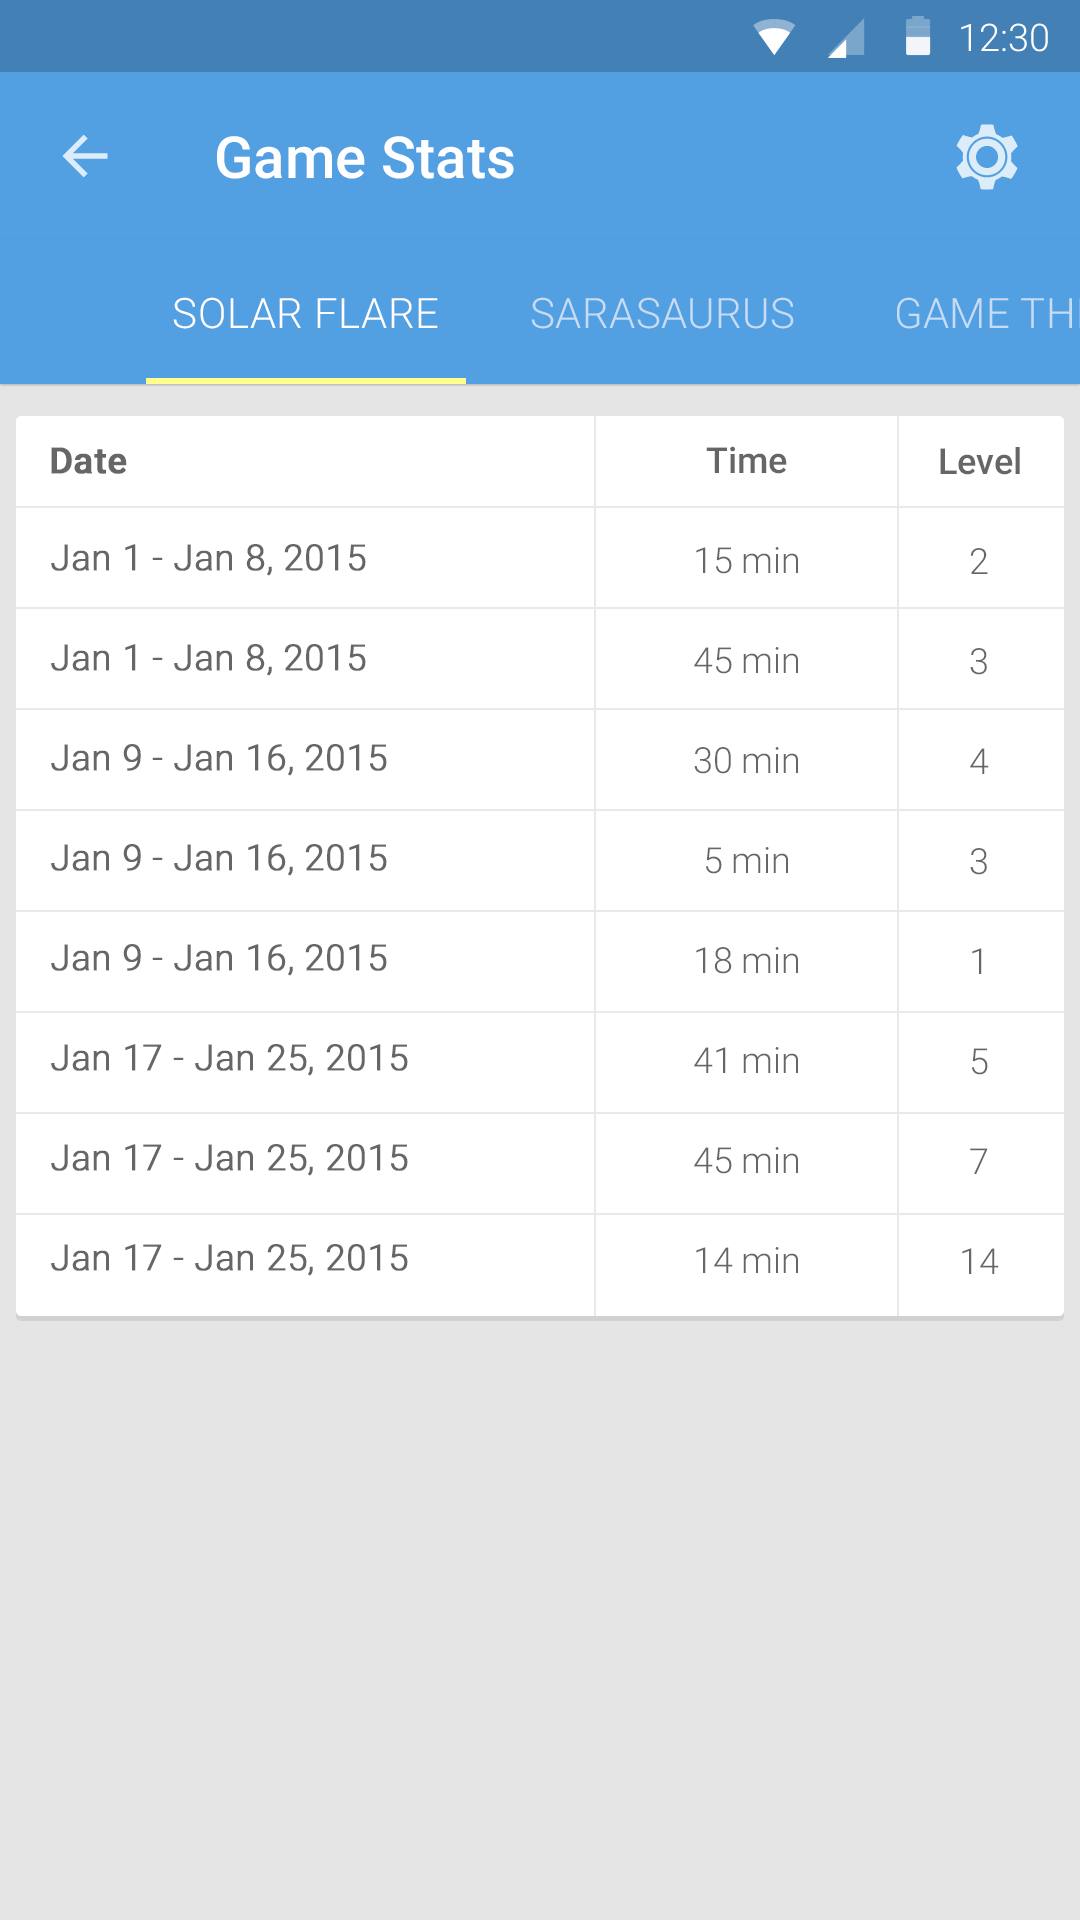 12:30
Game Stats
SOLAR FLARE SARASAURUS GAME TH
Date Time Level
Jan 1 - Jan 8, 2015 15 min 2
Jan 1 - Jan 8, 2015 45 min 3
Jan 9 - Jan 16, 2015 30 min 4
Jan 9 - Jan 16, 2015 5 min 3
Jan 9 - Jan 16, 2015 18 min 1
Jan 17 - Jan 25, 2015 41 min 5
Jan 17 - Jan 25, 2015 45 min 7
Jan 17 - Jan 25, 2015 14 min 14